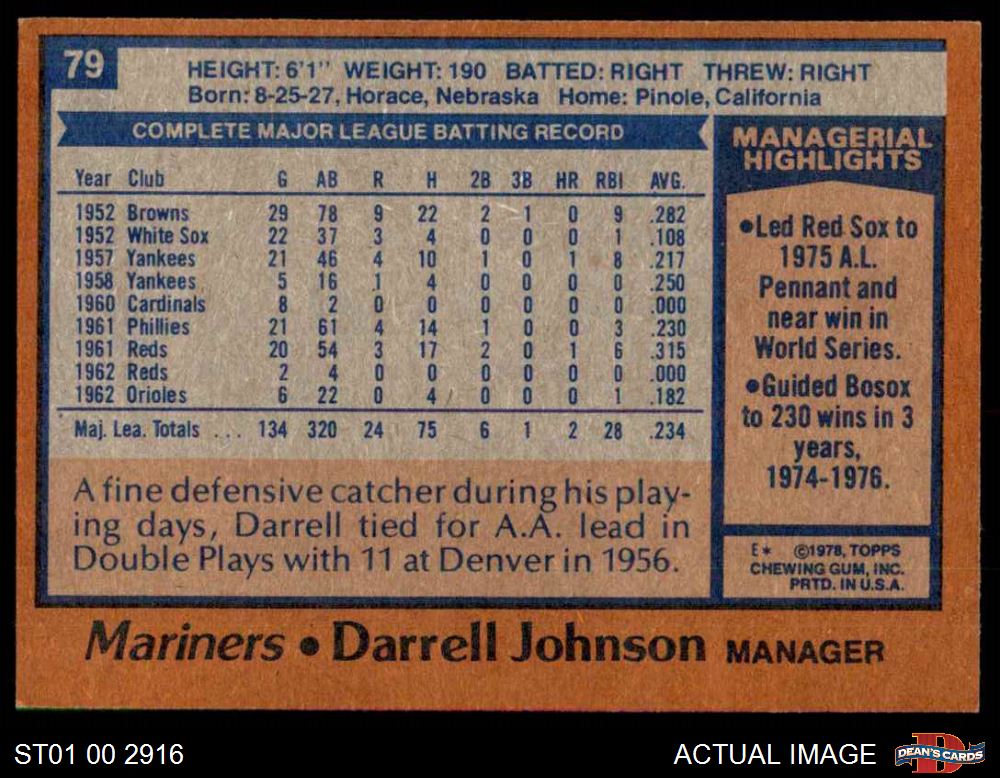 79
HEIGHT: 6'1" WEIGHT: 190 BATTED: RIGHT THREW: RIGHT
Born: 8-25-27, Horace, Nebraska Home: Pinole, California
COMPLETE MAJOR LEAGUE BATTING RECORD
Year Club G AB R H 2B 3B HR RBI AVG.
1952 Browns 29 78 9 22 2 1 0 9 .282
1952 White Sox 22 37 3 4 0 0 0 1 .108
1957 Yankees 21 46 4 10 1 0 1 8 .217
1958 Yankees 5 16 1 4 0 0 0 0 .250
1960 Cardinals 8 2 0 0 0 0 0 0 .000
1961 Phillies 21 61 4 14 1 0 0 3 .230
1961 Reds 20 54 3 17 2 0 1 6 .315
1962 Reds 2 4 0 0 0 0 0 0 .000
1962 Orioles 6 22 0 4 0 0 0 1 .182
Maj. Lea. Totals ... 134 320 24 75 6 1 2 28 .234
A fine defensive catcher during his play-
ing days, Darrell tied for A.A. lead in
Double Plays with 11 at Denver in 1956.
MANAGERIAL
HIGHLIGHTS
•Led Red Sox to
1975 A.L.
Pennant and
near win in
World Series.
•Guided Bosox
to 230 wins in 3
years,
1974-1976.
E* ©1978, TOPPS
CHEWING GUM, INC.
PRTD. IN U.S.A.
Mariners • Darrell Johnson MANAGER
ST01 00 2916
ACTUAL IMAGE
DEAN'S CARDS